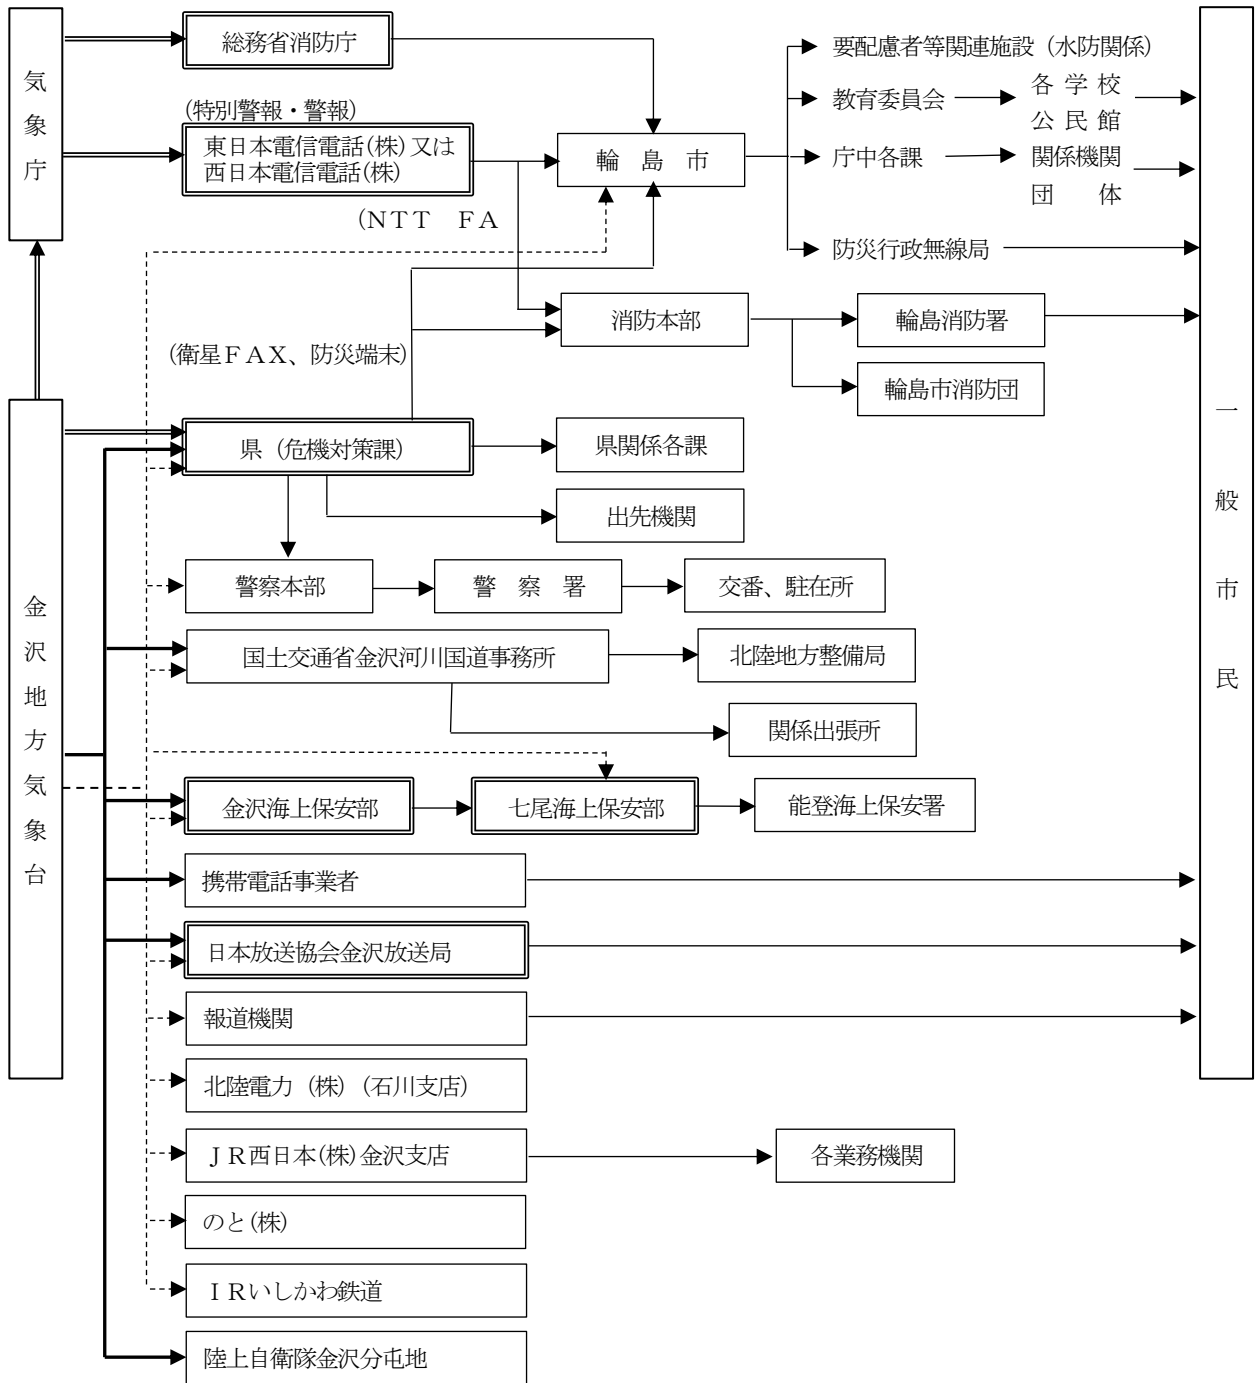 気象庁
総務省消防庁
(特別警報・警報)
東日本電信電話(株)又は
西日本電信電話(株)
(NTT FA
輪島市
要配慮者等関連施設（水防関係）
教育委員会
各学校
公民館
庁中各課
関係機関
団体
防災行政無線局
消防本部
輪島消防署
輪島市消防団
(衛星FAX、防災端末)
金沢地方気象台
県（危機対策課）
県関係各課
出先機関
警察本部
警察署
交番、駐在所
国土交通省金沢河川国道事務所
北陸地方整備局
関係出張所
金沢海上保安部
七尾海上保安部
能登海上保安署
携帯電話事業者
日本放送協会金沢放送局
報道機関
北陸電力（株）（石川支店）
JR西日本(株)金沢支店
各業務機関
のと(株)
IRいしかわ鉄道
陸上自衛隊金沢分屯地
一般市民